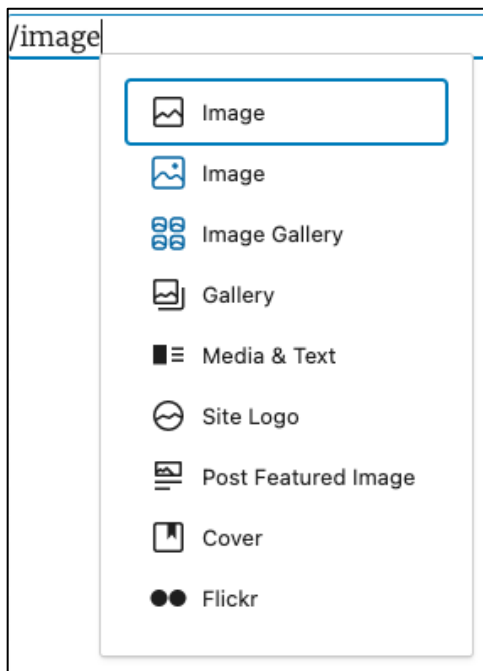 /image
Image
Image
Image Gallery
Gallery
Media & Text
Site Logo
Post Featured Image
Cover
Flickr